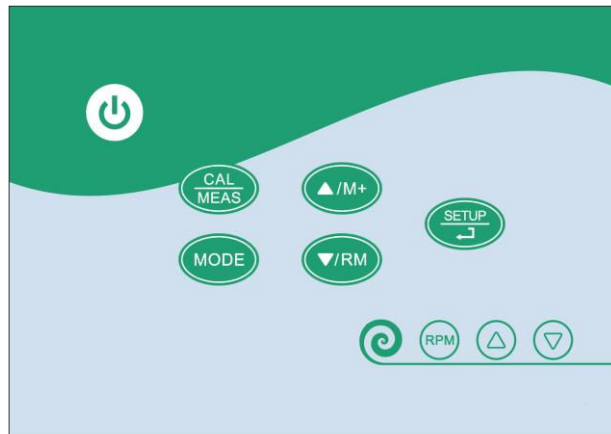 CAL
MEAS
▲/M+
SETUP
MODE
▼/RM
RPM